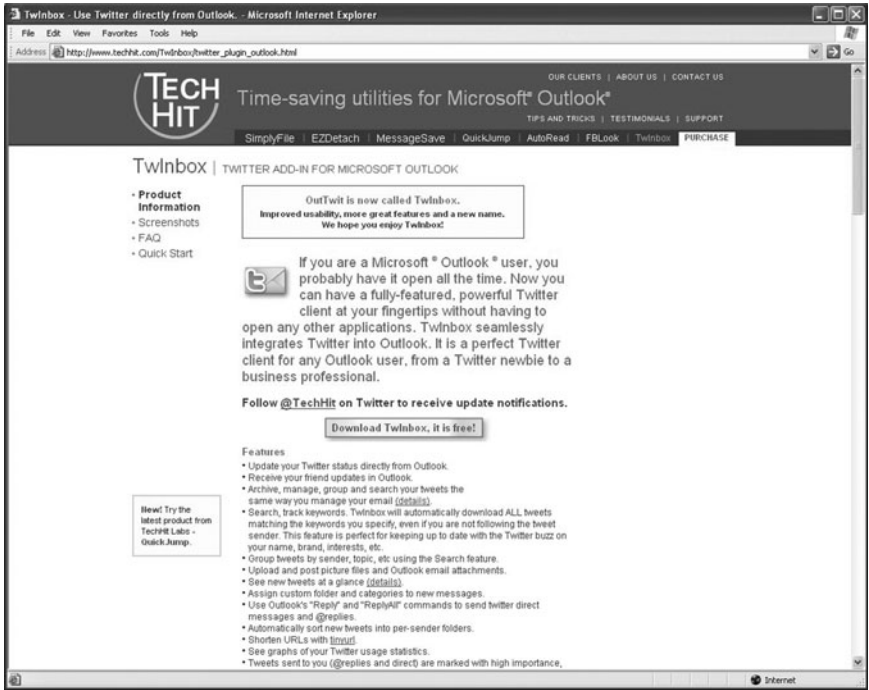 TwInbox - Use Twitter directly from Outlook. - Microsoft Internet Explorer
File Edit View Favorites Tools Help
Address http://www.techhit.com/TwInbox/twitter_plugin_outlook.html Go
OUR CLIENTS | ABOUT US | CONTACT US
TECH HIT
Time-saving utilities for Microsoft® Outlook®
TIPS AND TRICKS | TESTIMONIALS | SUPPORT
SimplyFile | EZDetach | MessageSave | QuickJump | AutoRead | FBLook | TwInbox PURCHASE
TwInbox | TWITTER ADD-IN FOR MICROSOFT OUTLOOK
• Product
Information
• Screenshots
• FAQ
• Quick Start
OutTwit is now called TwInbox.
Improved usability, more great features and a new name.
We hope you enjoy TwInbox!
If you are a Microsoft ® Outlook ® user, you
probably have it open all the time. Now you
can have a fully-featured, powerful Twitter
client at your fingertips without having to
open any other applications. TwInbox seamlessly
integrates Twitter into Outlook. It is a perfect Twitter
client for any Outlook user, from a Twitter newbie to a
business professional.
Follow @TechHit on Twitter to receive update notifications.
Download TwInbox, it is free!
Features
• Update your Twitter status directly from Outlook.
• Receive your friend updates in Outlook.
• Archive, manage, group and search your tweets the
same way you manage your email (details).
• Search, track keywords. TwInbox will automatically download ALL tweets
matching the keywords you specify, even if you are not following the tweet
sender. This feature is perfect for keeping up to date with the Twitter buzz on
your name, brand, interests, etc.
• Group tweets by sender, topic, etc using the Search feature.
• Upload and post picture files and Outlook email attachments.
• See new tweets at a glance (details).
• Assign custom folder and categories to new messages.
• Use Outlook's "Reply" and "ReplyAll" commands to send twitter direct
messages and @replies.
• Automatically sort new tweets into per-sender folders.
• Shorten URLs with tinyurl.
• See graphs of your Twitter usage statistics.
• Tweets sent to you (@replies and direct) are marked with high importance,
New! Try the
latest product from
TechHit Labs -
QuickJump.
Internet